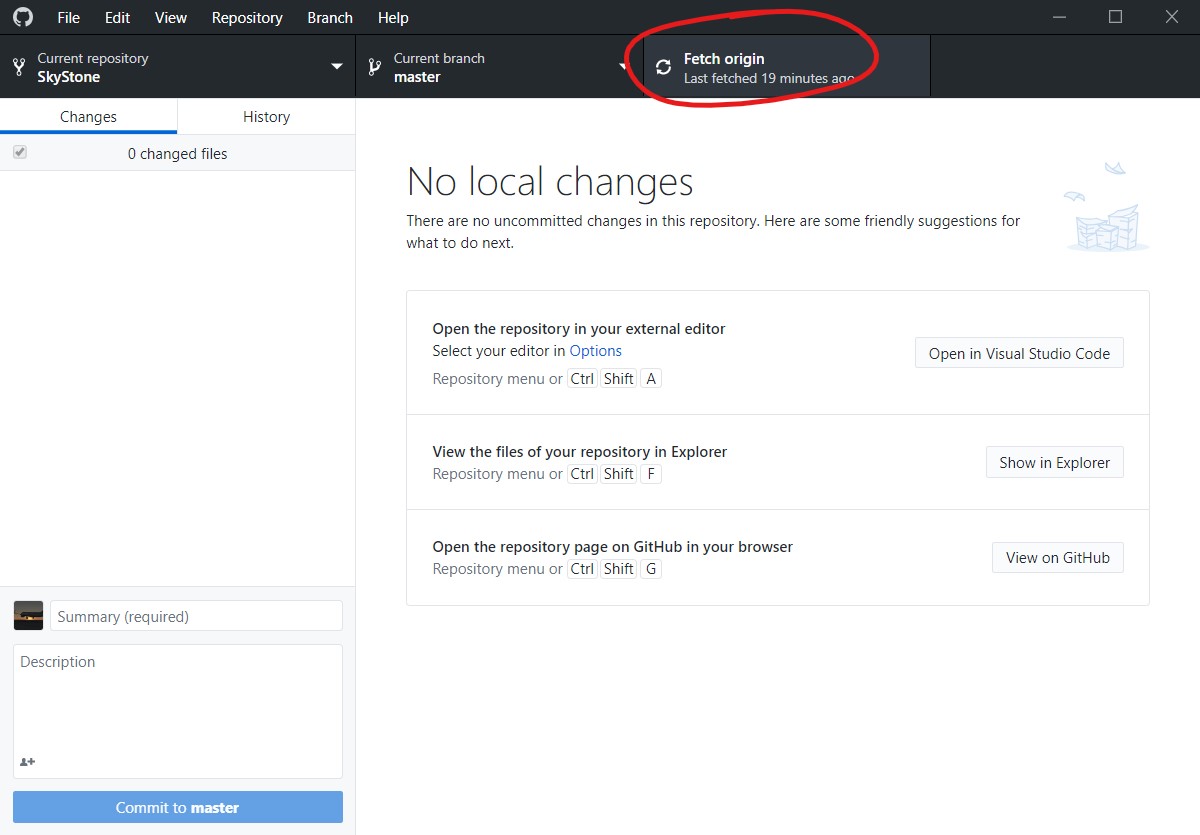 File Edit View Repository Branch Help
Current repository
SkyStone
Current branch
master
Fetch origin
Last fetched 19 minutes ago
Changes
History
0 changed files
No local changes
There are no uncommitted changes in this repository. Here are some friendly suggestions for
what to do next.
Open the repository in your external editor
Select your editor in Options
Repository menu or Ctrl Shift A
Open in Visual Studio Code
View the files of your repository in Explorer
Repository menu or Ctrl Shift F
Show in Explorer
Open the repository page on GitHub in your browser
Repository menu or Ctrl Shift G
View on GitHub
Summary (required)
Description
Commit to master